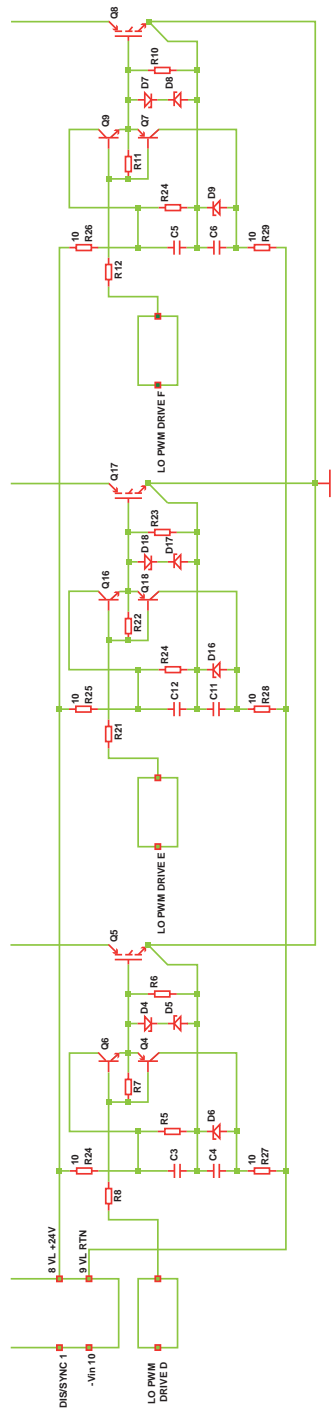 Q8
R10
D7
D8
Q9
Q7
R11
R24
D9
10
R26
C5
C6
10
R29
R12
LO PWM DRIVE F
Q17
R23
D18
D17
Q16
Q18
R22
R24
D16
10
R25
C12
C11
10
R28
R21
LO PWM DRIVE E
Q5
R6
D4
D5
Q6
Q4
R7
R5
D6
10
R24
C3
C4
10
R27
R8
8 VL +24V
9 VL RTN
DIS/SYNC 1
-Vin 10
LO PWM
DRIVE D